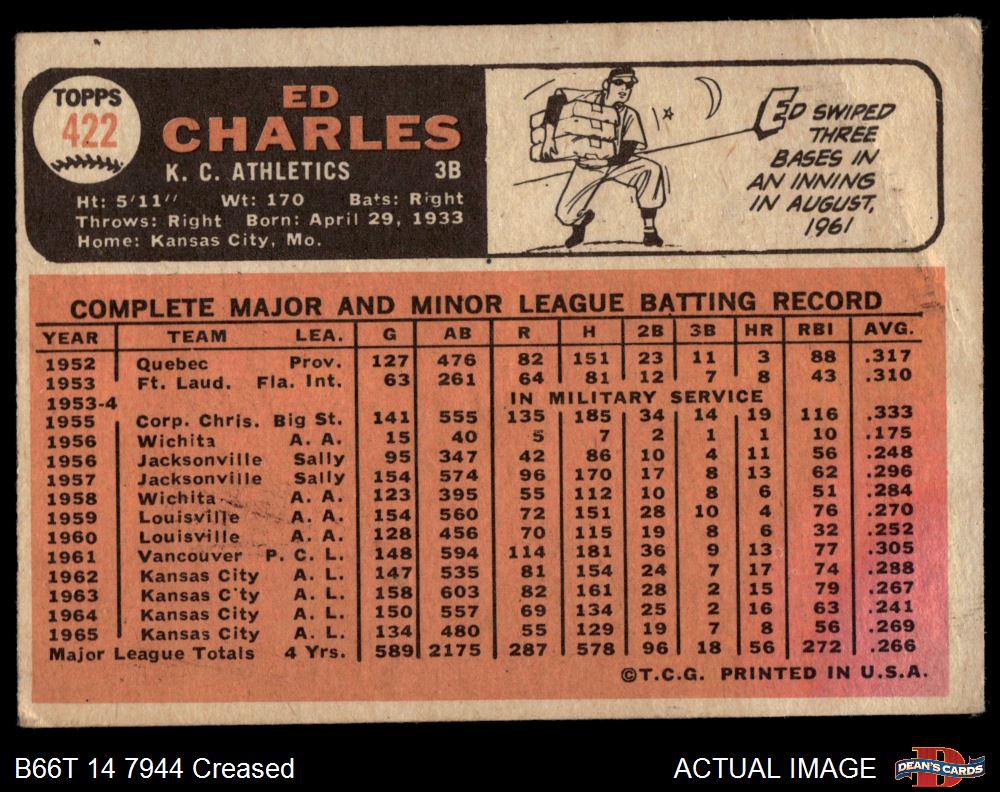 TOPPS
422
ED
CHARLES
K. C. ATHLETICS 3B
Ht: 5'11" Wt: 170 Bats: Right
Throws: Right Born: April 29, 1933
Home: Kansas City, Mo.
ED SWIPED
THREE
BASES IN
AN INNING
IN AUGUST,
1961
COMPLETE MAJOR AND MINOR LEAGUE BATTING RECORD
YEAR TEAM LEA. G AB R H 2B 3B HR RBI AVG.
1952 Quebec Prov. 127 476 82 151 23 11 3 88 .317
1953 Ft. Laud. Fla. Int. 63 261 64 81 12 7 8 43 .310
1953-4 IN MILITARY SERVICE
1955 Corp. Chris. Big St. 141 555 135 185 34 14 19 116 .333
1956 Wichita A. A. 15 40 5 7 2 1 1 10 .175
1956 Jacksonville Sally 95 347 42 86 10 4 11 56 .248
1957 Jacksonville Sally 154 574 96 170 17 8 13 62 .296
1958 Wichita A. A. 123 395 55 112 10 8 6 51 .284
1959 Louisville A. A. 154 560 72 151 28 10 4 76 .270
1960 Louisville A. A. 128 456 70 115 19 8 6 32 .252
1961 Vancouver P. C. L. 148 594 114 181 36 9 13 77 .305
1962 Kansas City A. L. 147 535 81 154 24 7 17 74 .288
1963 Kansas City A. L. 158 603 82 161 28 2 15 79 .267
1964 Kansas City A. L. 150 557 69 134 25 2 16 63 .241
1965 Kansas City A. L. 134 480 55 129 19 7 8 56 .269
Major League Totals 4 Yrs. 589 2175 287 578 96 18 56 272 .266
©T.C.G. PRINTED IN U.S.A.
B66T 14 7944 Creased
ACTUAL IMAGE
DEAN'S CARDS